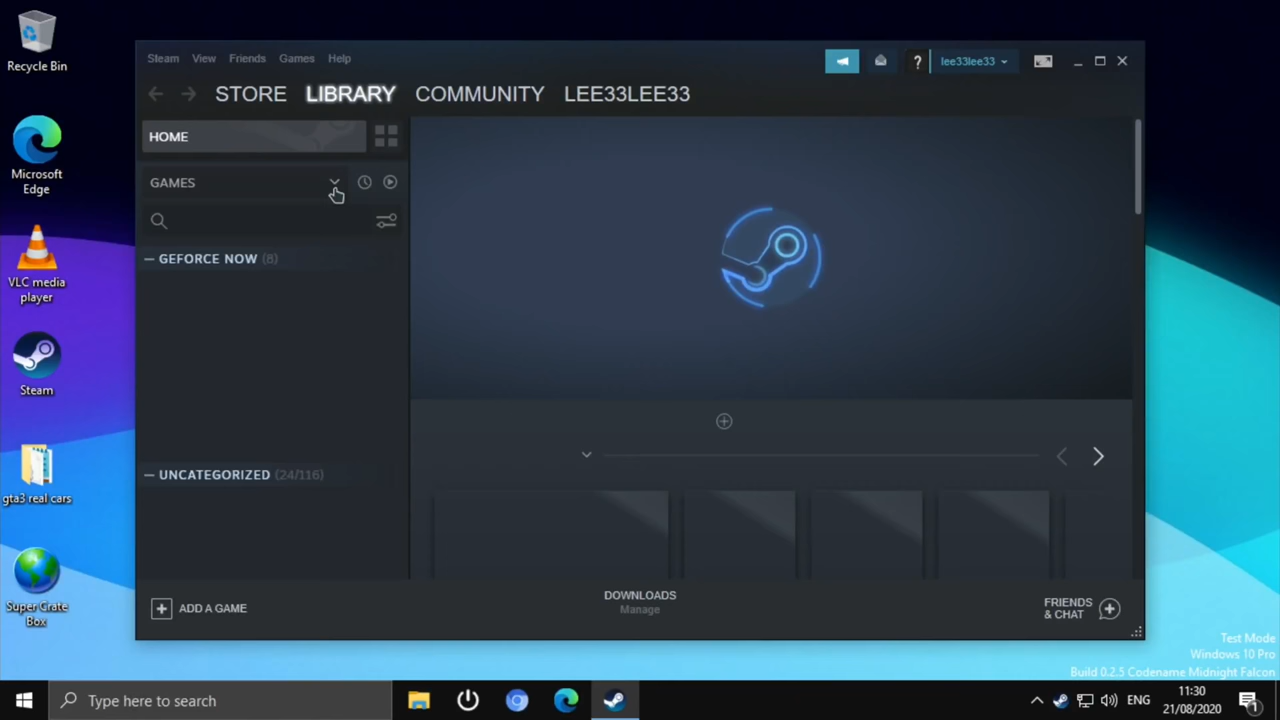 Recycle Bin
Microsoft
Edge
VLC media
player
Steam
gta3 real cars
Super Crate
Box
Steam View Friends Games Help
lee33lee33
STORE LIBRARY COMMUNITY LEE33LEE33
HOME
GAMES
— GEFORCE NOW (8)
— UNCATEGORIZED (24/116)
ADD A GAME
DOWNLOADS
Manage
FRIENDS
& CHAT
Test Mode
Windows 10 Pro
Build 0.2.5 Codename Midnight Falcon
Type here to search
ENG
11:30
21/08/2020
1